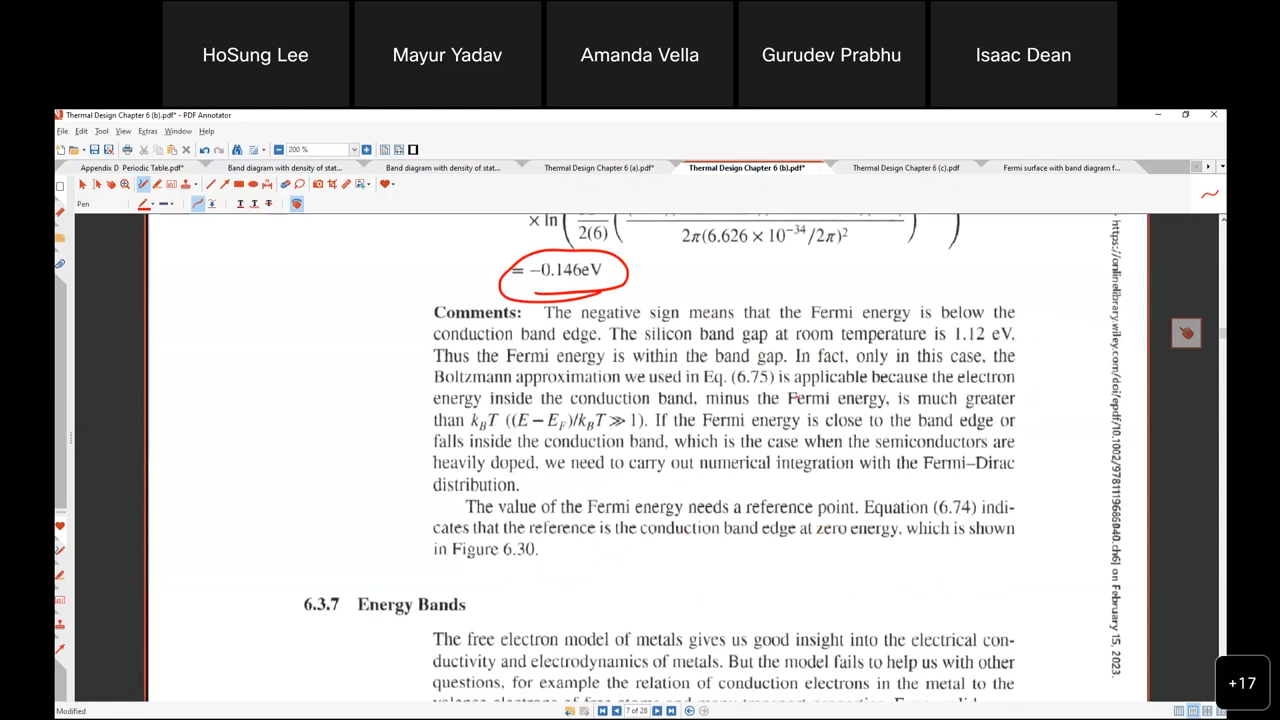 HoSung Lee
Mayur Yadav
Amanda Vella
Gurudev Prabhu
Isaac Dean
Thermal Design Chapter 6 (b).pdf* - PDF Annotator
File Edit Tool View Extras Window Help
200 %
Appendix D Periodic Table.pdf*
Band diagram with density of stat...
Band diagram with density of stat...
Thermal Design Chapter 6 (a).pdf*
Thermal Design Chapter 6 (b).pdf*
Thermal Design Chapter 6 (c).pdf
Fermi surface with band diagram f...
Pen
× ln
2(6)
2π(6.626 × 10⁻³⁴/2π)²
= −0.146eV
Comments: The negative sign means that the Fermi energy is below the
conduction band edge. The silicon band gap at room temperature is 1.12 eV.
Thus the Fermi energy is within the band gap. In fact, only in this case, the
Boltzmann approximation we used in Eq. (6.75) is applicable because the electron
energy inside the conduction band, minus the Fermi energy, is much greater
than k_BT ((E − E_F)/k_BT ≫ 1). If the Fermi energy is close to the band edge or
falls inside the conduction band, which is the case when the semiconductors are
heavily doped, we need to carry out numerical integration with the Fermi–Dirac
distribution.
The value of the Fermi energy needs a reference point. Equation (6.74) indi-
cates that the reference is the conduction band edge at zero energy, which is shown
in Figure 6.30.
6.3.7 Energy Bands
The free electron model of metals gives us good insight into the electrical con-
ductivity and electrodynamics of metals. But the model fails to help us with other
questions, for example the relation of conduction electrons in the metal to the
https://onlinelibrary.wiley.com/doi/epdf/10.1002/9781119686040.ch6] on [February 15, 2023.
+17
Modified
7 of 28